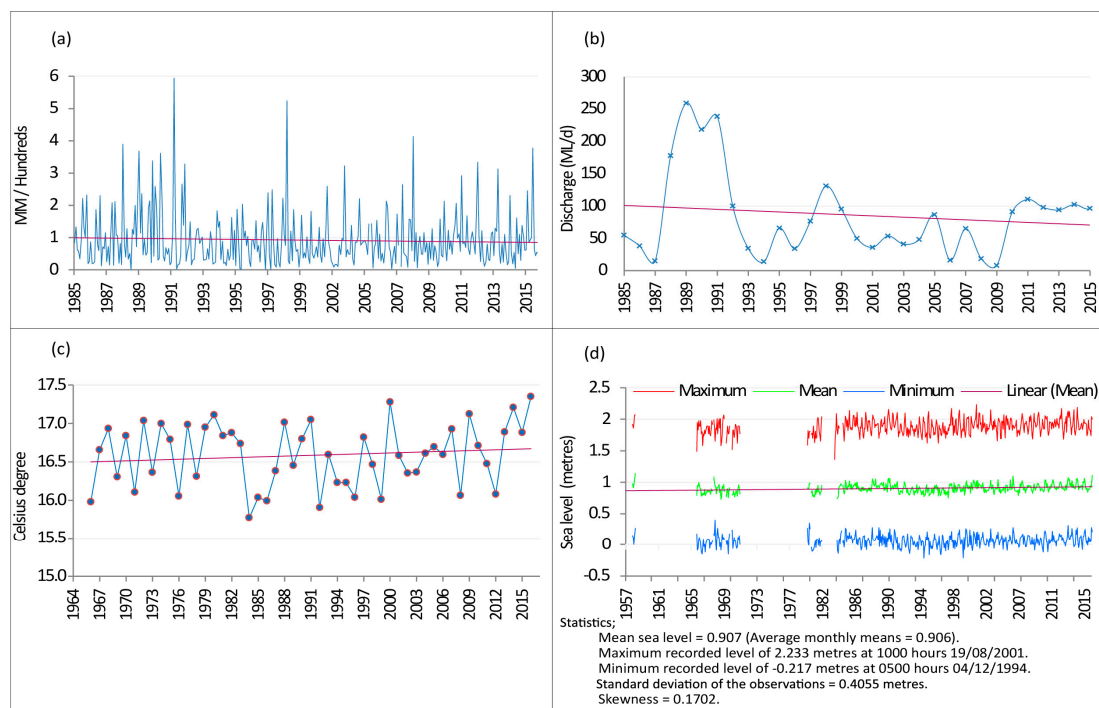 (a)
MM / Hundreds
6
5
4
3
2
1
0
1985 1987 1989 1991 1993 1995 1997 1999 2001 2003 2005 2007 2009 2011 2013 2015
(b)
Discharge (ML/d)
300
250
200
150
100
50
0
1985 1987 1989 1991 1993 1995 1997 1999 2001 2003 2005 2007 2009 2011 2013 2015
(c)
Celsius degree
17.5
17.0
16.5
16.0
15.5
15.0
1964 1967 1970 1973 1976 1979 1982 1985 1988 1991 1994 1997 2000 2003 2006 2009 2012 2015
(d)
Sea level (metres)
2.5
2
1.5
1
0.5
0
-0.5
Maximum Mean Minimum Linear (Mean)
1957 1961 1965 1969 1973 1977 1982 1986 1990 1994 1998 2002 2007 2011 2015
Statistics;
Mean sea level = 0.907 (Average monthly means = 0.906).
Maximum recorded level of 2.233 metres at 1000 hours 19/08/2001.
Minimum recorded level of -0.217 metres at 0500 hours 04/12/1994.
Standard deviation of the observations = 0.4055 metres.
Skewness = 0.1702.